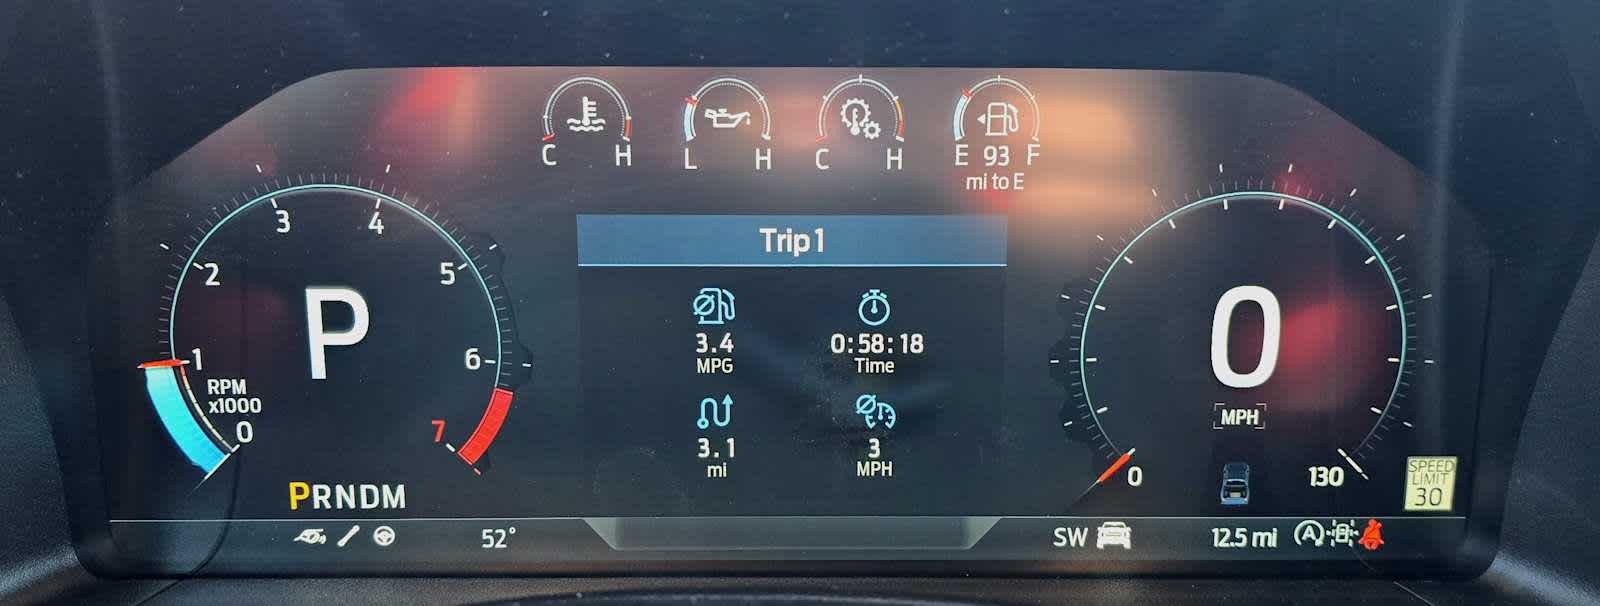 C H
L H
C H
E 93 F
mi to E
Trip 1
3.4
MPG
0:58:18
Time
3.1
mi
3
MPH
0
1
2
3
4
5
6
7
RPM
x1000
P
PRNDM
52°
0
MPH
0
130
SPEED
LIMIT
30
SW
12.5 mi
A